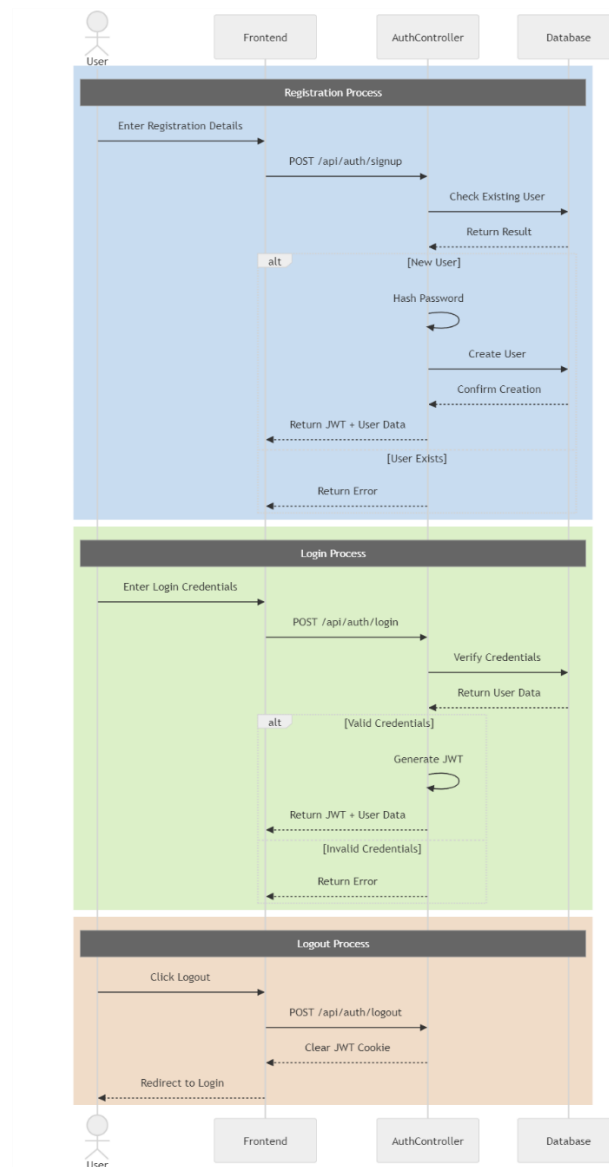 Frontend AuthController Database
User
Registration Process
Enter Registration Details
POST /api/auth/signup
Check Existing User
Return Result
alt [New User]
Hash Password
Create User
Confirm Creation
Return JWT + User Data
[User Exists]
Return Error
Login Process
Enter Login Credentials
POST /api/auth/login
Verify Credentials
Return User Data
alt [Valid Credentials]
Generate JWT
Return JWT + User Data
[Invalid Credentials]
Return Error
Logout Process
Click Logout
POST /api/auth/logout
Clear JWT Cookie
Redirect to Login
Frontend AuthController Database
User